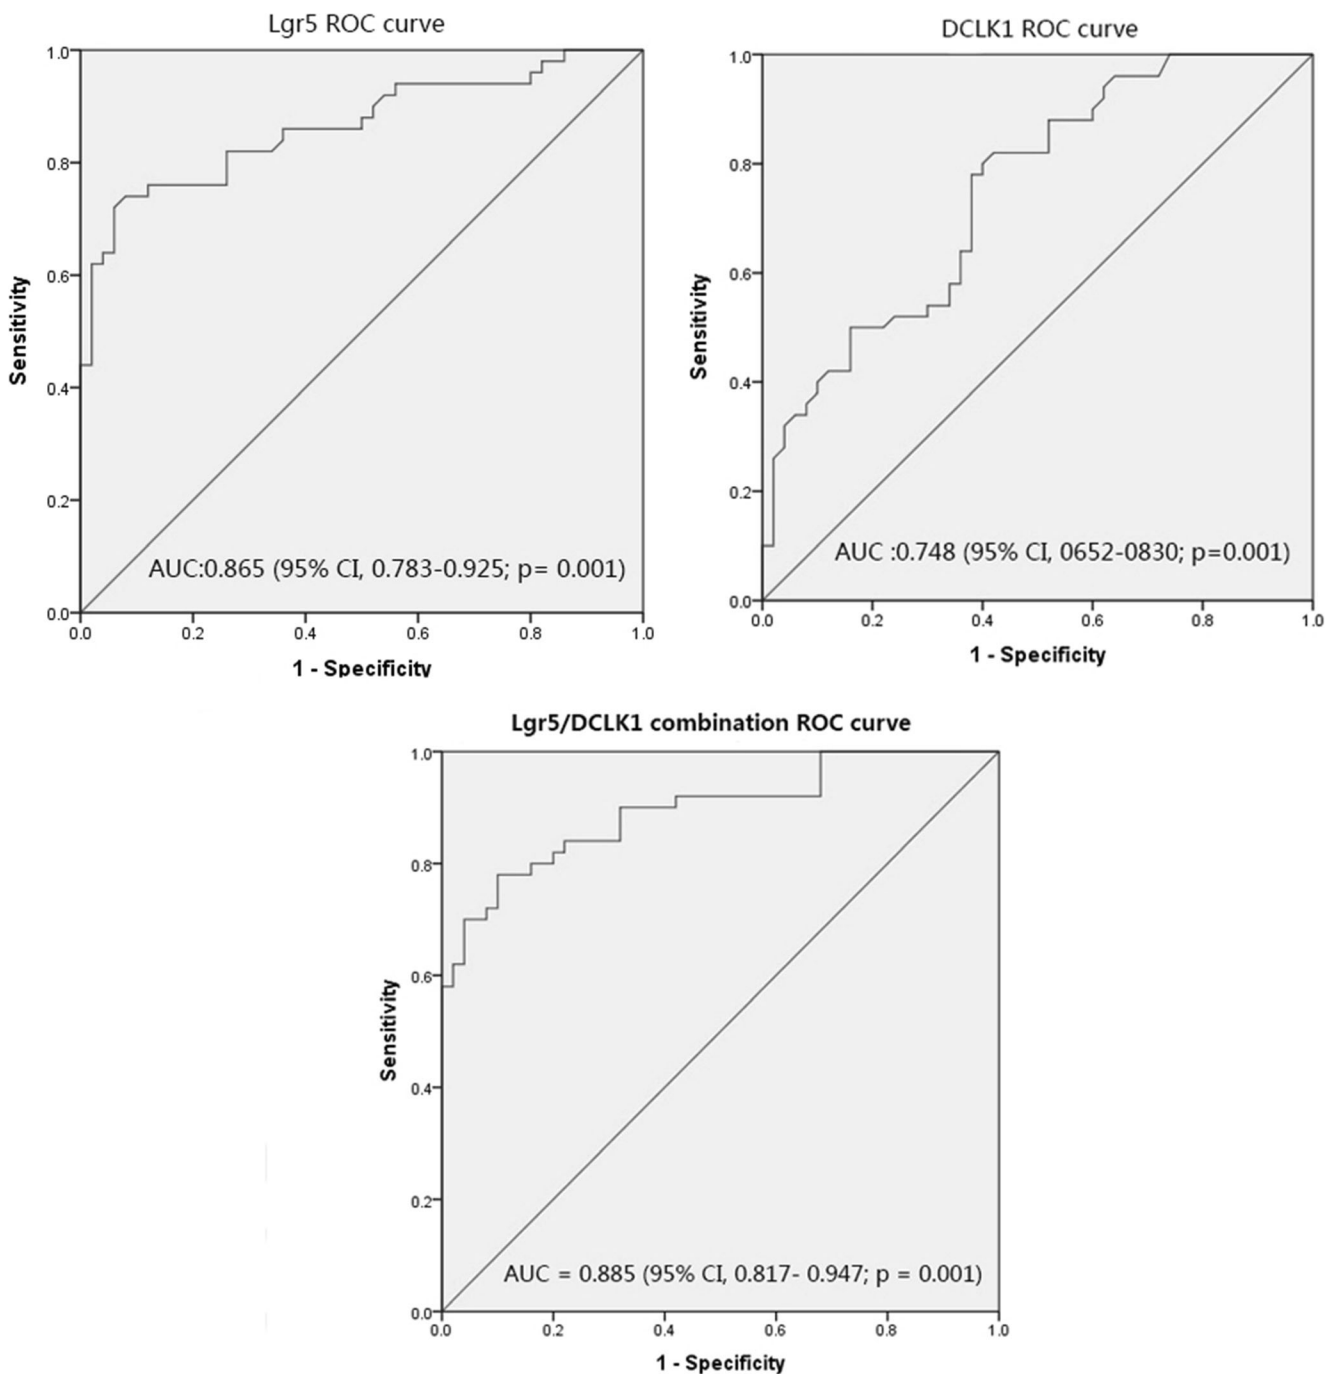 Lgr5 ROC curve
1.0
0.8
0.6
0.4
0.2
0.0
Sensitivity
AUC:0.865 (95% CI, 0.783-0.925; p= 0.001)
0.0 0.2 0.4 0.6 0.8 1.0
1 - Specificity
DCLK1 ROC curve
1.0
0.8
0.6
0.4
0.2
0.0
Sensitivity
AUC :0.748 (95% CI, 0652-0830; p=0.001)
0.0 0.2 0.4 0.6 0.8 1.0
1 - Specificity
Lgr5/DCLK1 combination ROC curve
1.0
0.8
0.6
0.4
0.2
0.0
Sensitivity
AUC = 0.885 (95% CI, 0.817- 0.947; p = 0.001)
0.0 0.2 0.4 0.6 0.8 1.0
1 - Specificity